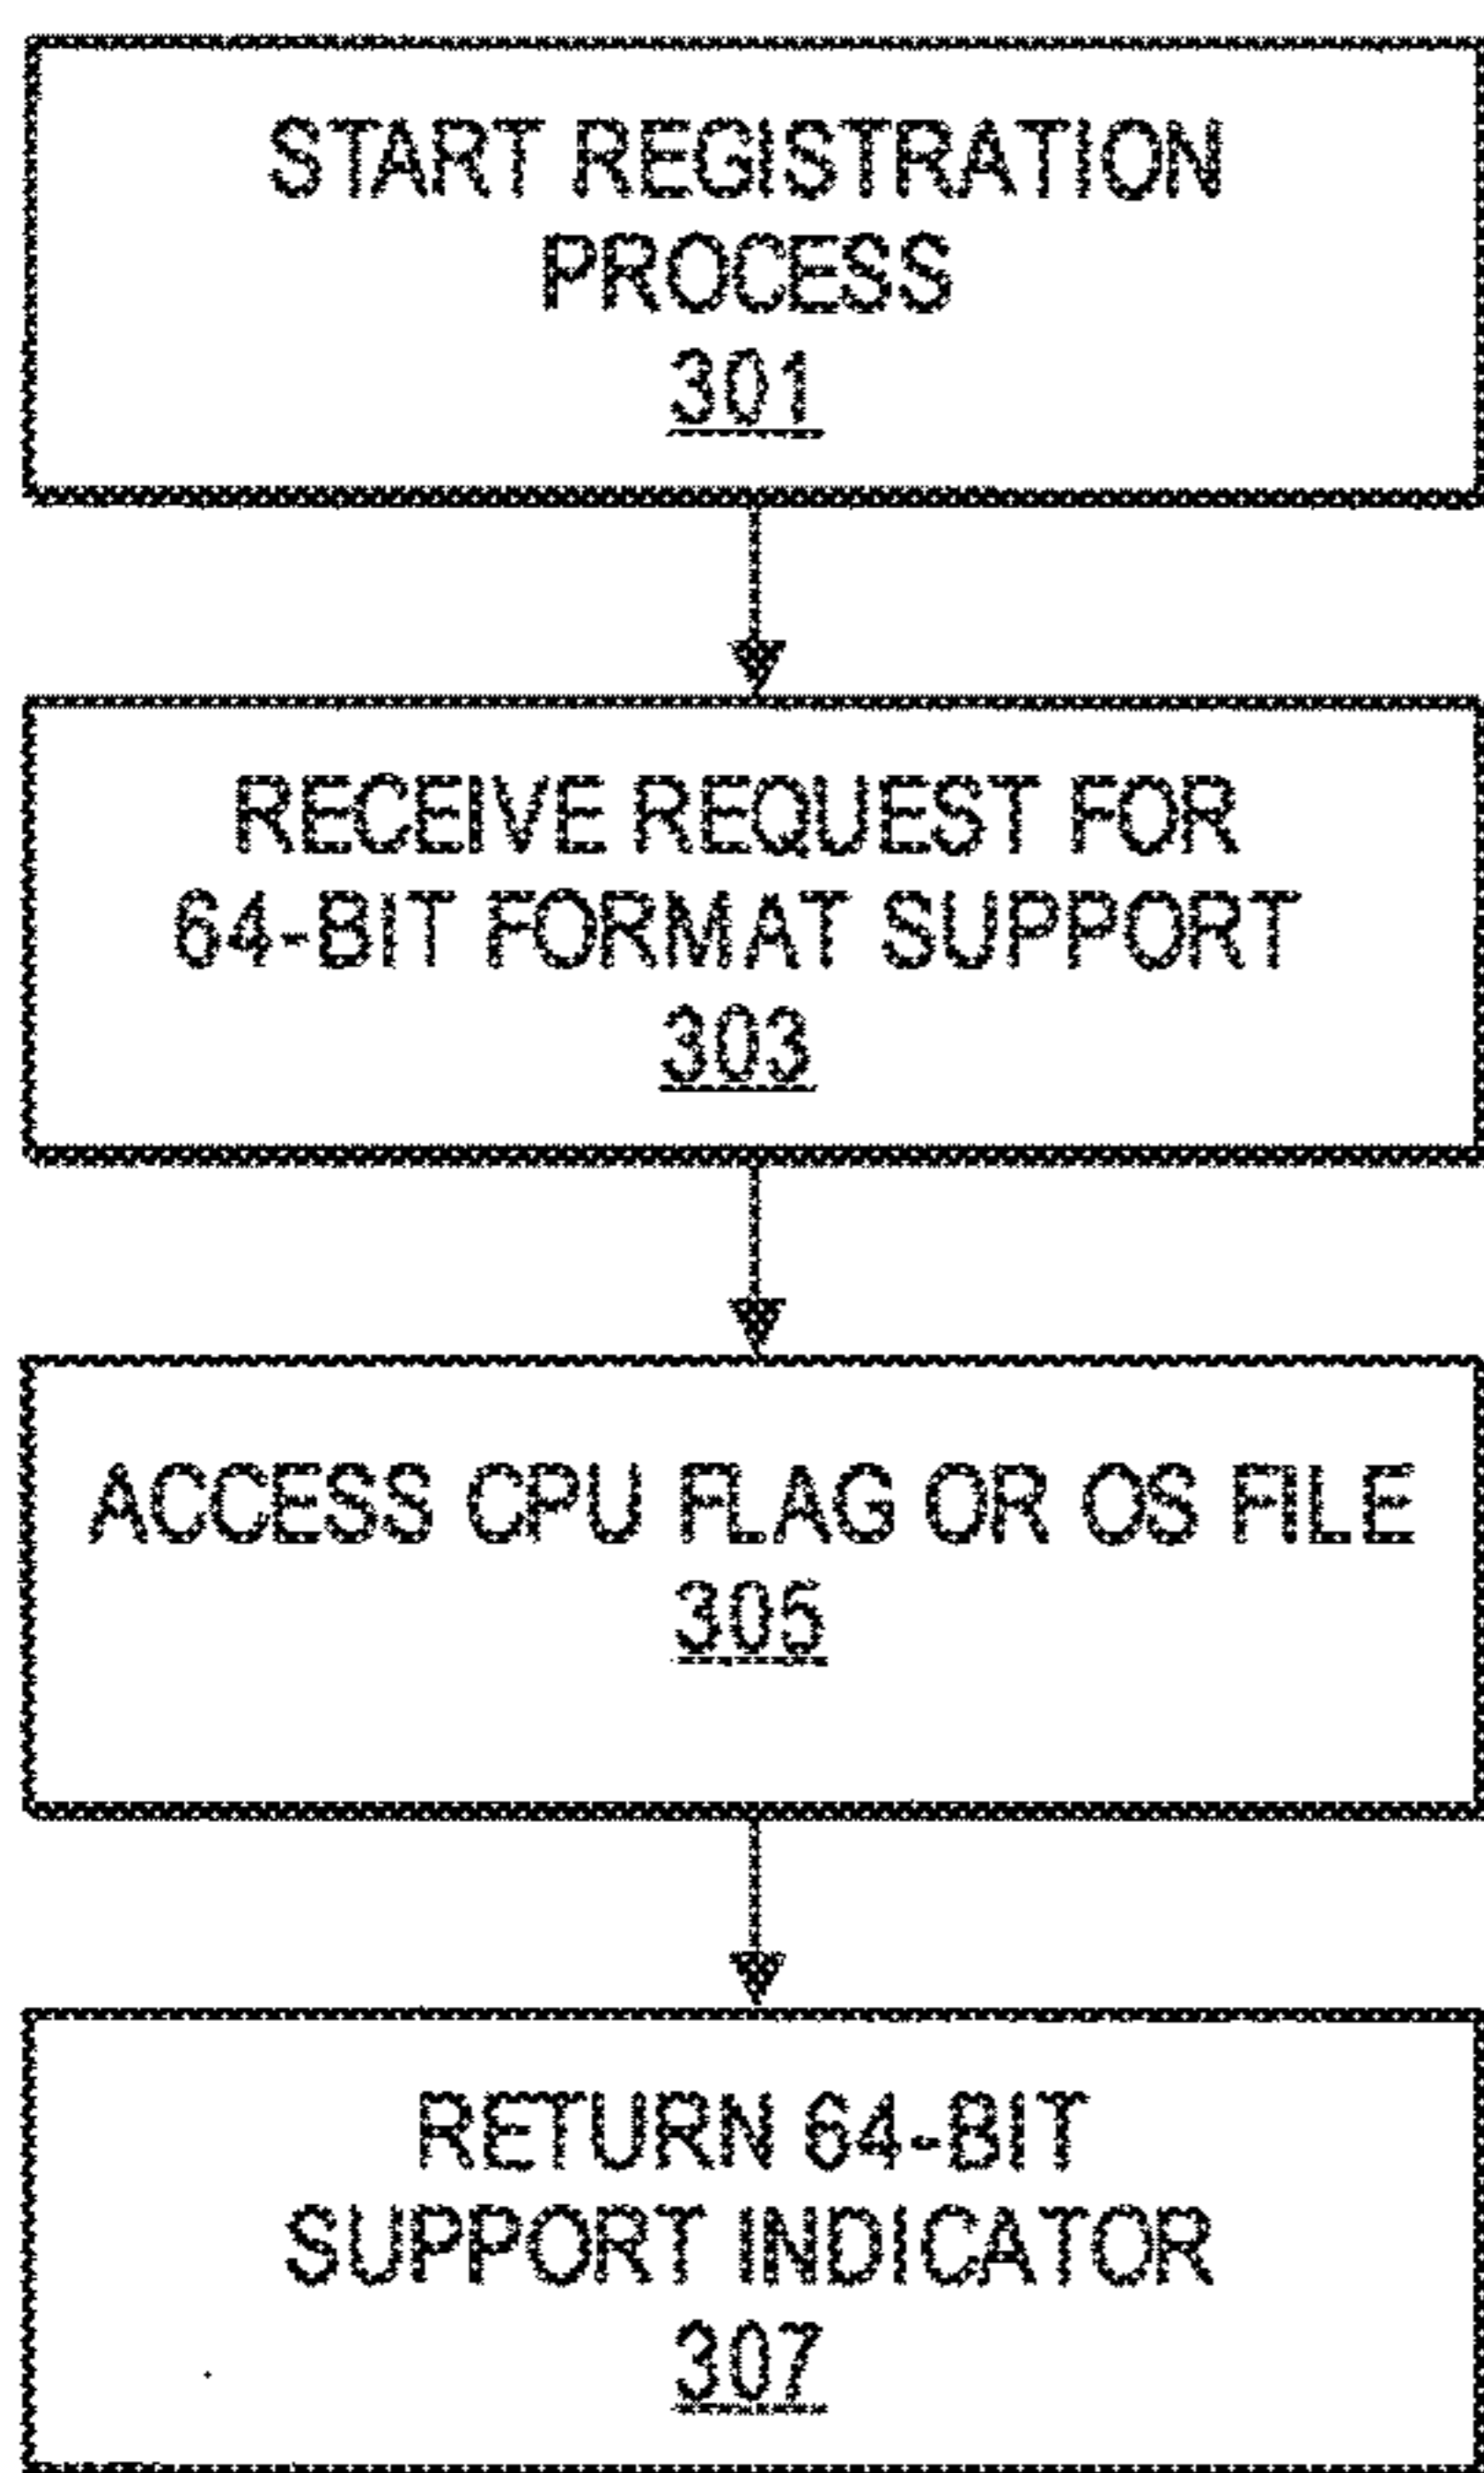 START REGISTRATION
PROCESS
301
RECEIVE REQUEST FOR
64-BIT FORMAT SUPPORT
303
ACCESS CPU FLAG OR OS FILE
305
RETURN 64-BIT
SUPPORT INDICATOR
307